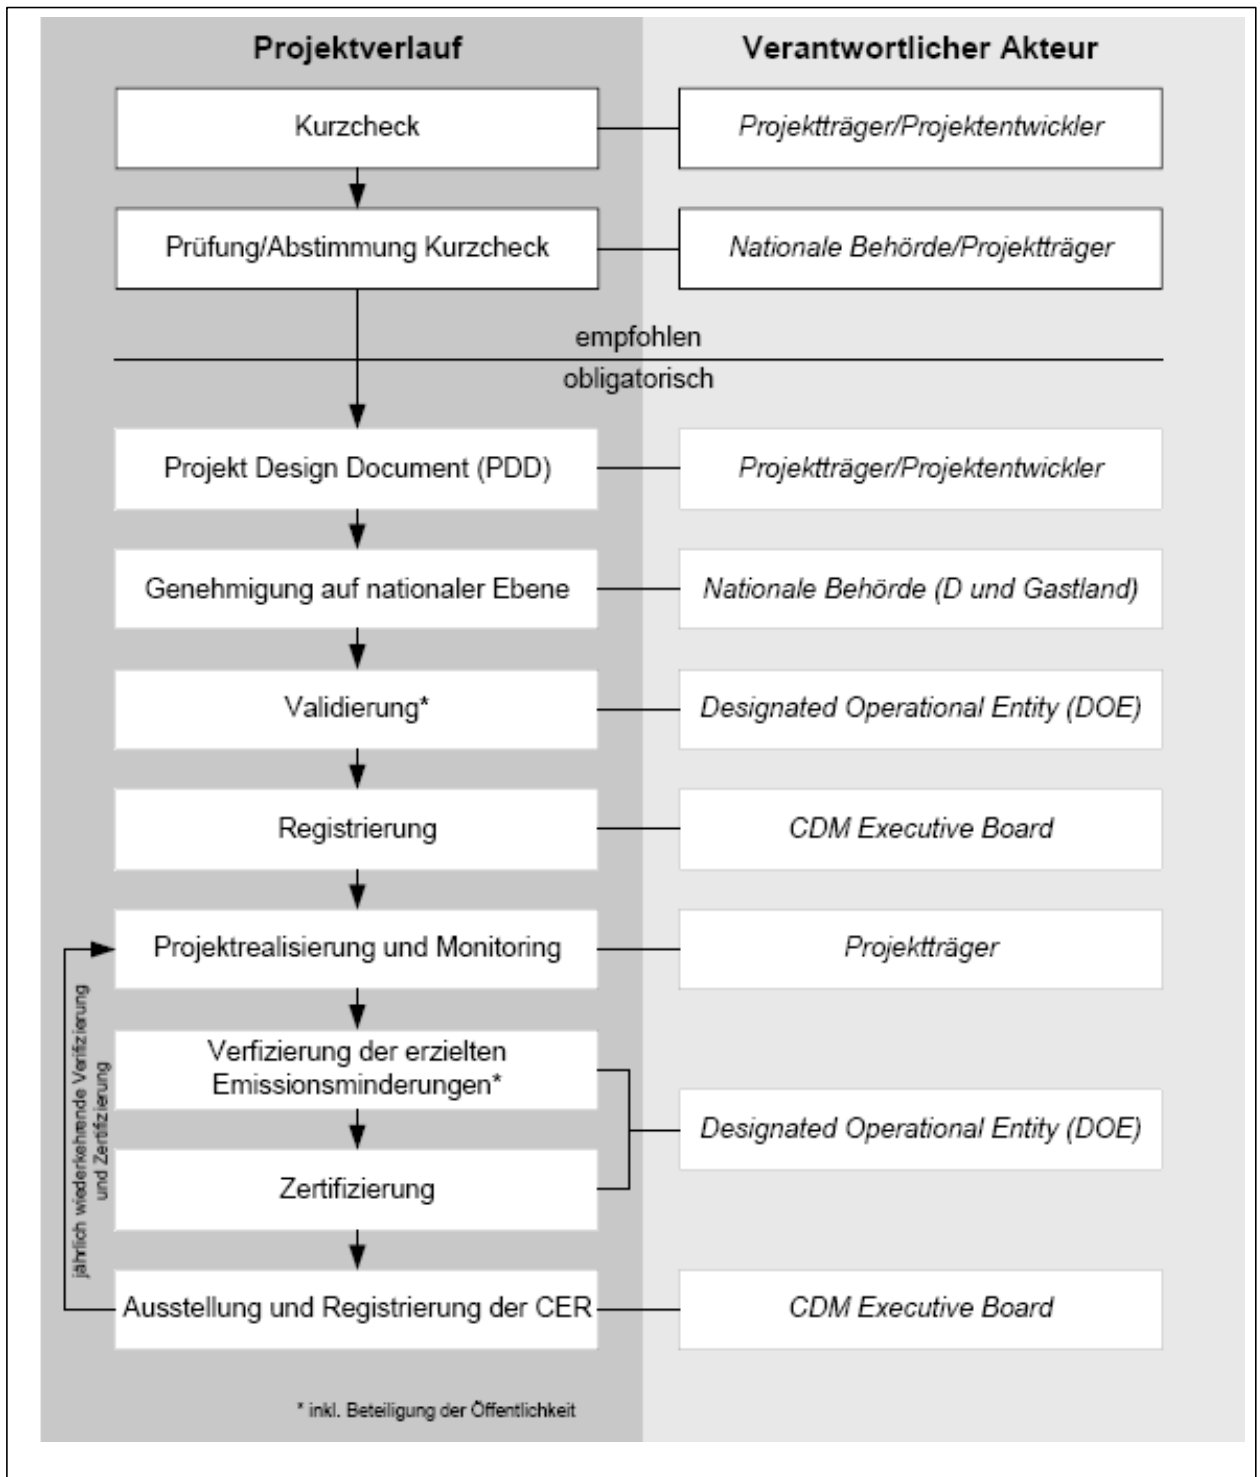 Projektverlauf
Verantwortlicher Akteur
Kurzcheck
Projektträger/Projektentwickler
Prüfung/Abstimmung Kurzcheck
Nationale Behörde/Projektträger
empfohlen
obligatorisch
Projekt Design Document (PDD)
Projektträger/Projektentwickler
Genehmigung auf nationaler Ebene
Nationale Behörde (D und Gastland)
Validierung*
Designated Operational Entity (DOE)
Registrierung
CDM Executive Board
Projektrealisierung und Monitoring
Projektträger
jährlich wiederkehrende Verifizierung
und Zertifizierung
Verfizierung der erzielten
Emissionsminderungen*
Designated Operational Entity (DOE)
Zertifizierung
Ausstellung und Registrierung der CER
CDM Executive Board
* inkl. Beteiligung der Öffentlichkeit